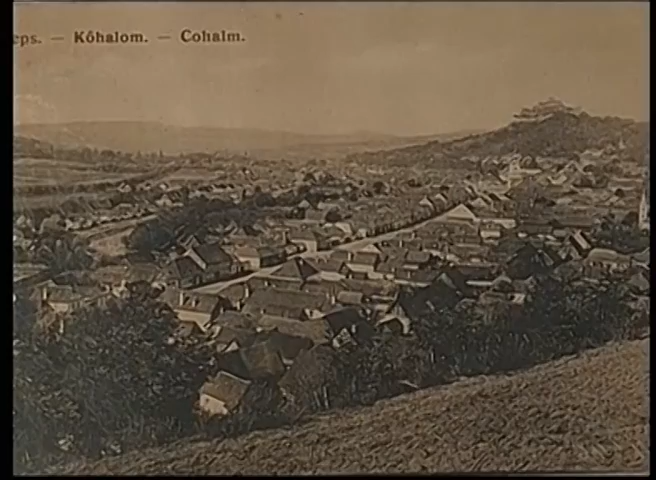 eps. — Kőhalom. — Cohalm.